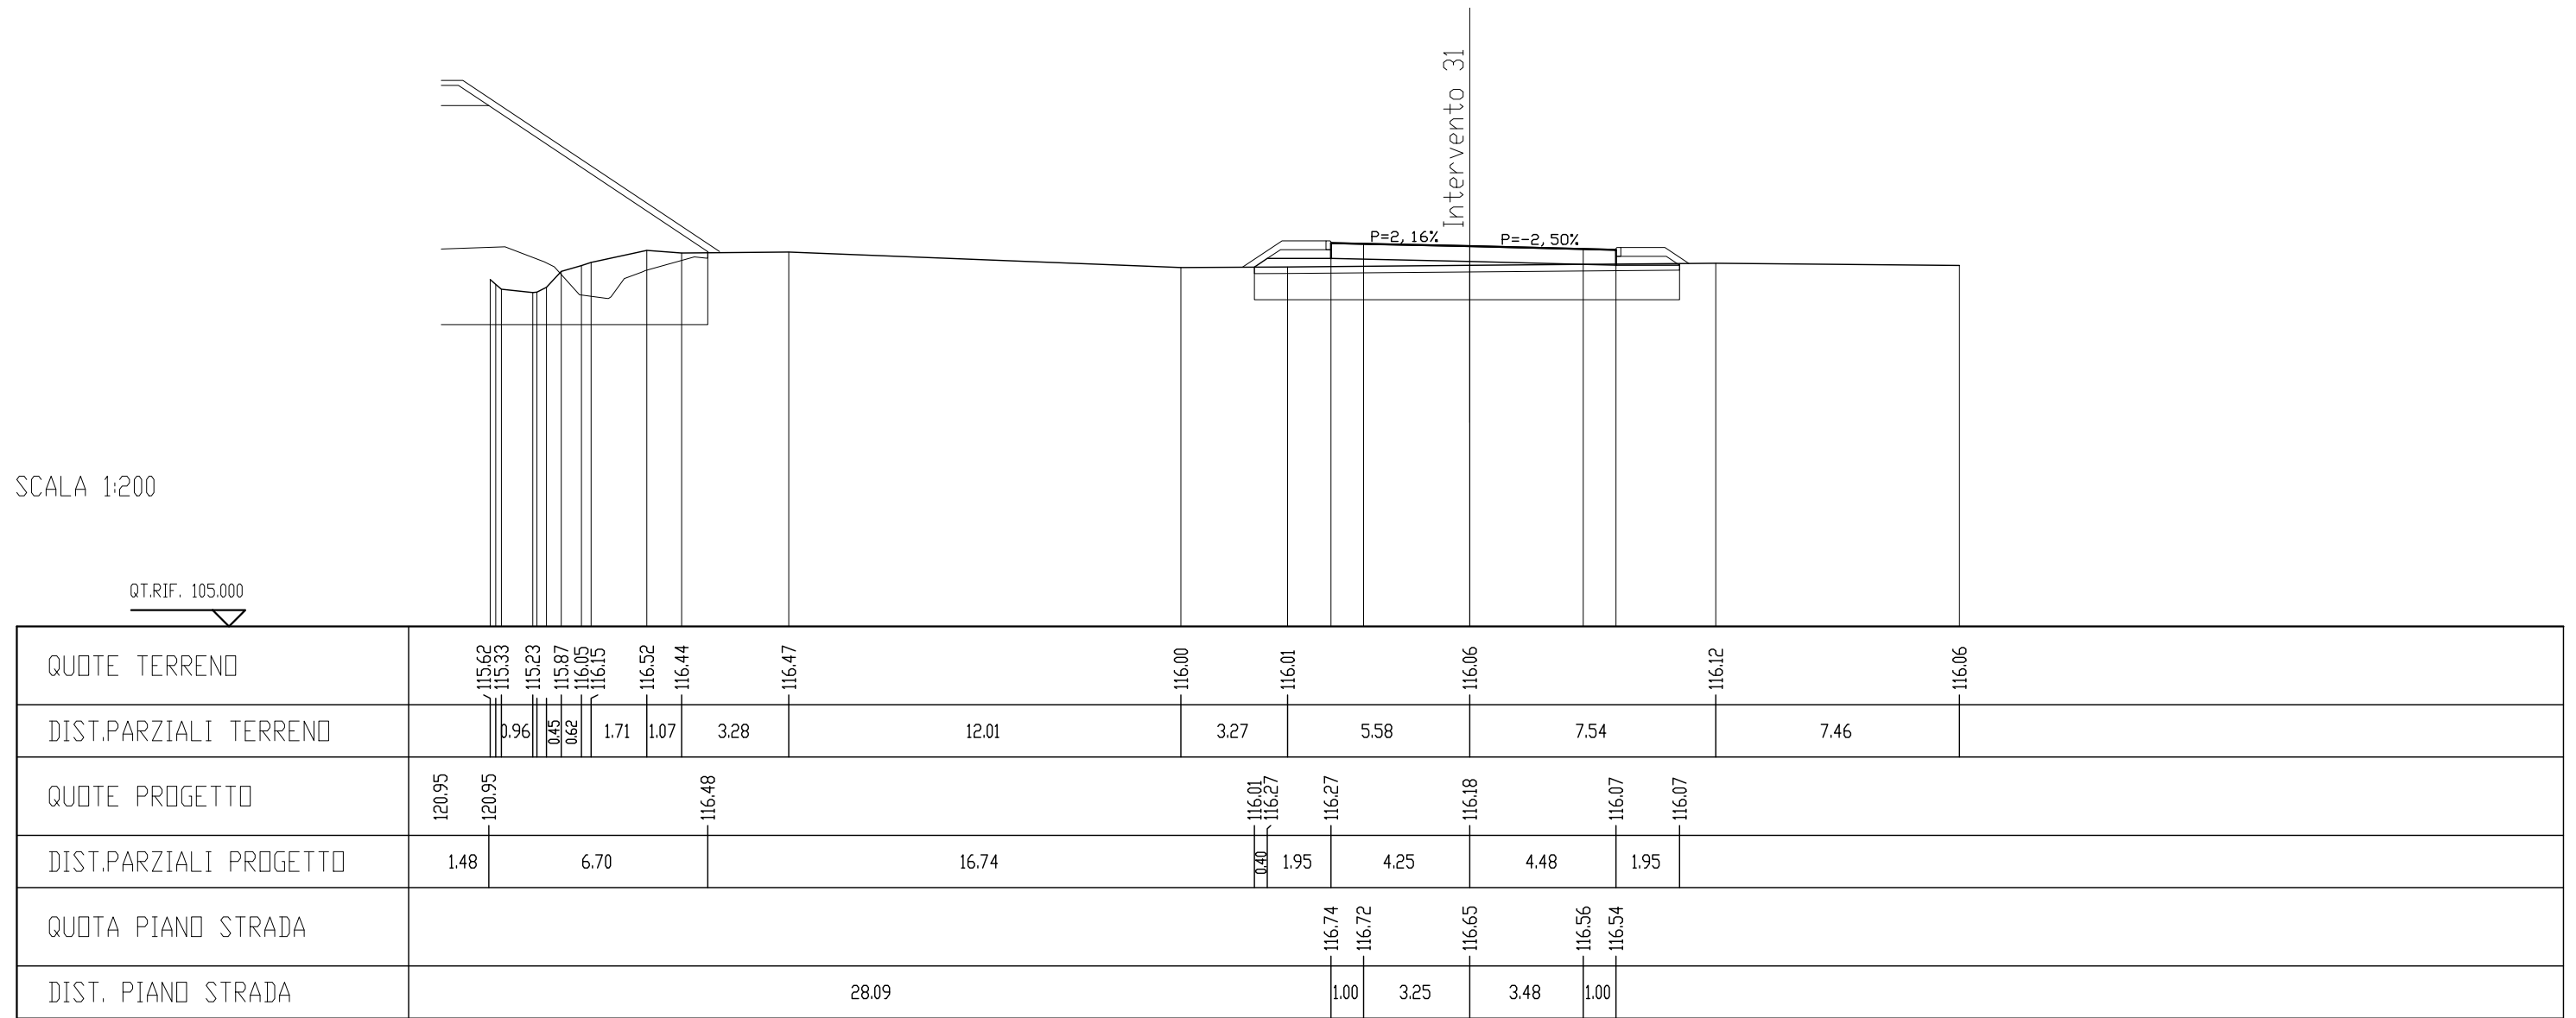 Intervento 31
P=2, 16%
P=-2, 50%
SCALA 1:200
QT.RIF. 105.000
QUOTE TERRENO
115.62 115.33 115.23 115.87 116.05 116.15 116.52 116.44 116.47 116.00 116.01 116.06 116.12 116.06
DIST.PARZIALI TERRENO
0.96 0.45 0.62 1.71 1.07 3.28 12.01 3.27 5.58 7.54 7.46
QUOTE PROGETTO
120.95 120.95 116.48 116.01 116.27 116.27 116.18 116.07 116.07
DIST.PARZIALI PROGETTO
1.48 6.70 16.74 0.40 1.95 4.25 4.48 1.95
QUOTA PIANO STRADA
116.74 116.72 116.65 116.56 116.54
DIST. PIANO STRADA
28.09 1.00 3.25 3.48 1.00